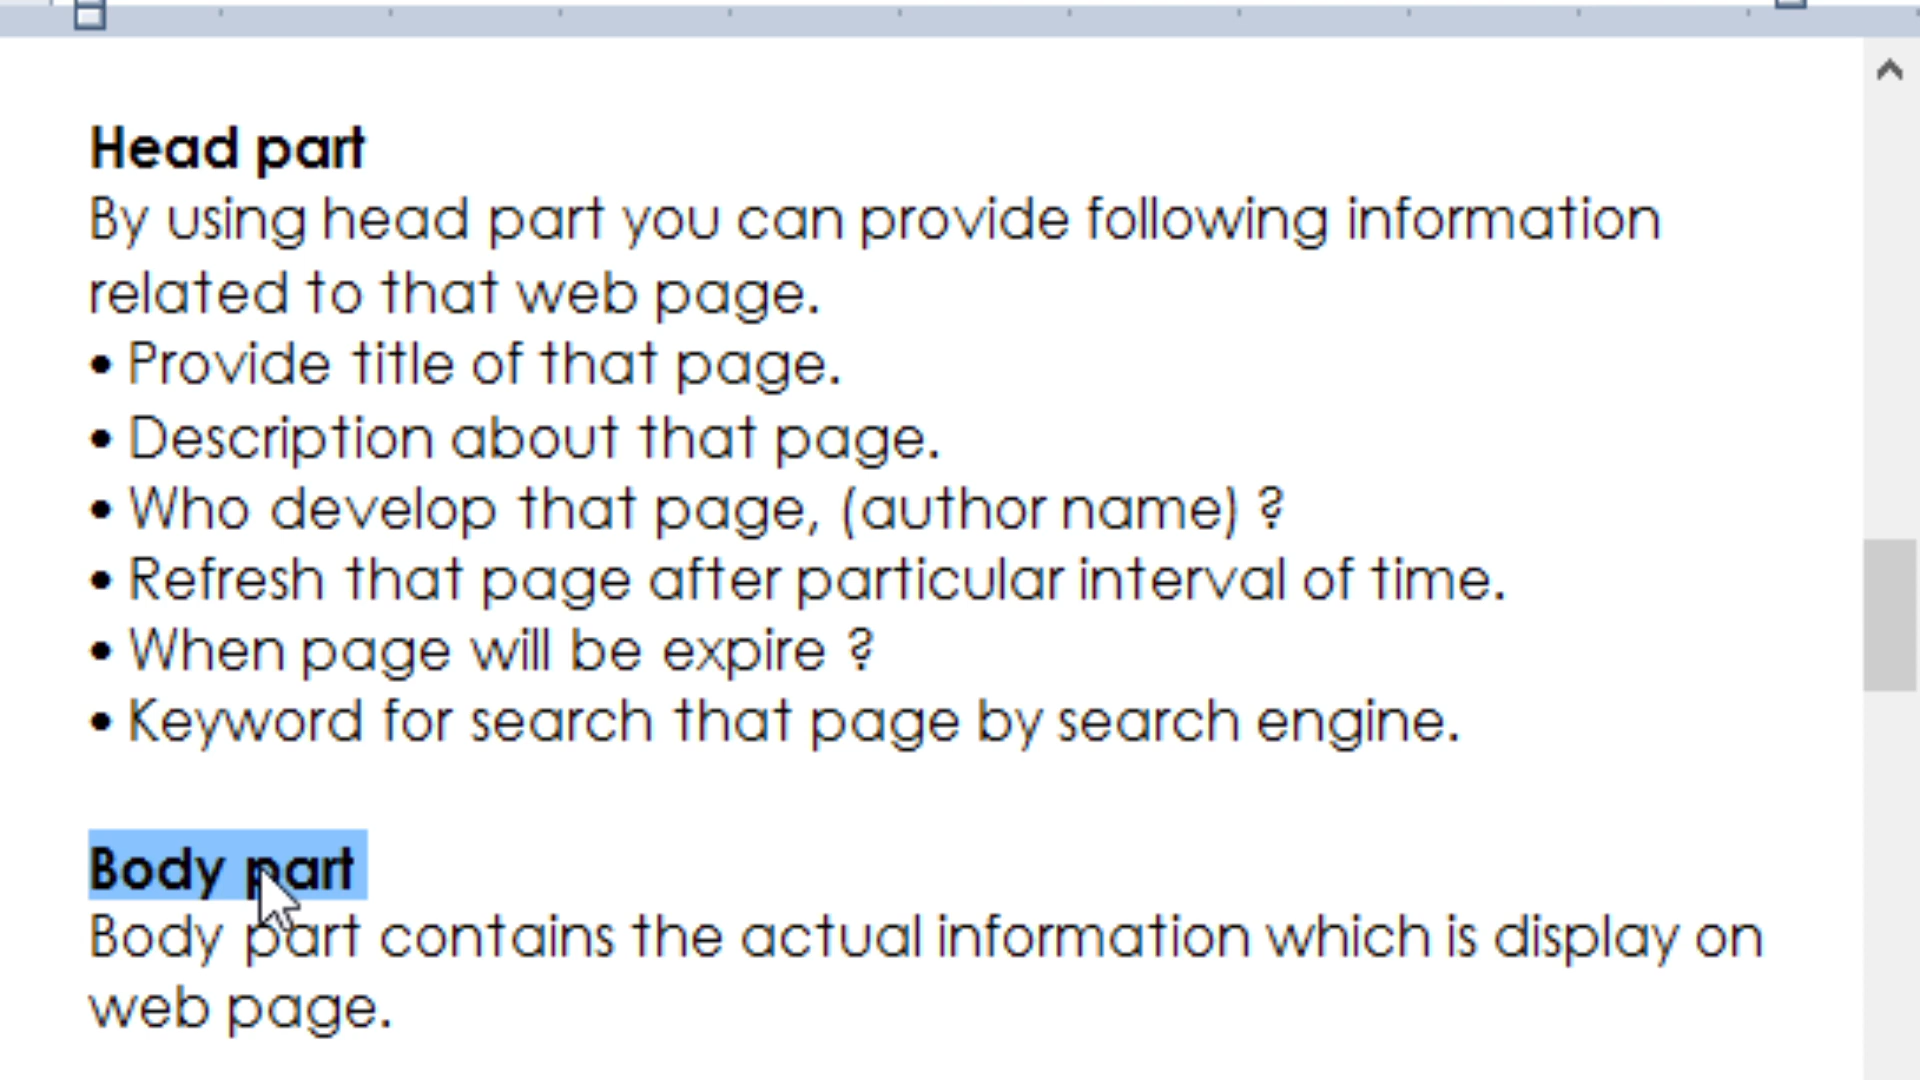 Head part
By using head part you can provide following information
related to that web page.
• Provide title of that page.
• Description about that page.
• Who develop that page, (author name) ?
• Refresh that page after particular interval of time.
• When page will be expire ?
• Keyword for search that page by search engine.
Body part
Body part contains the actual information which is display on
web page.